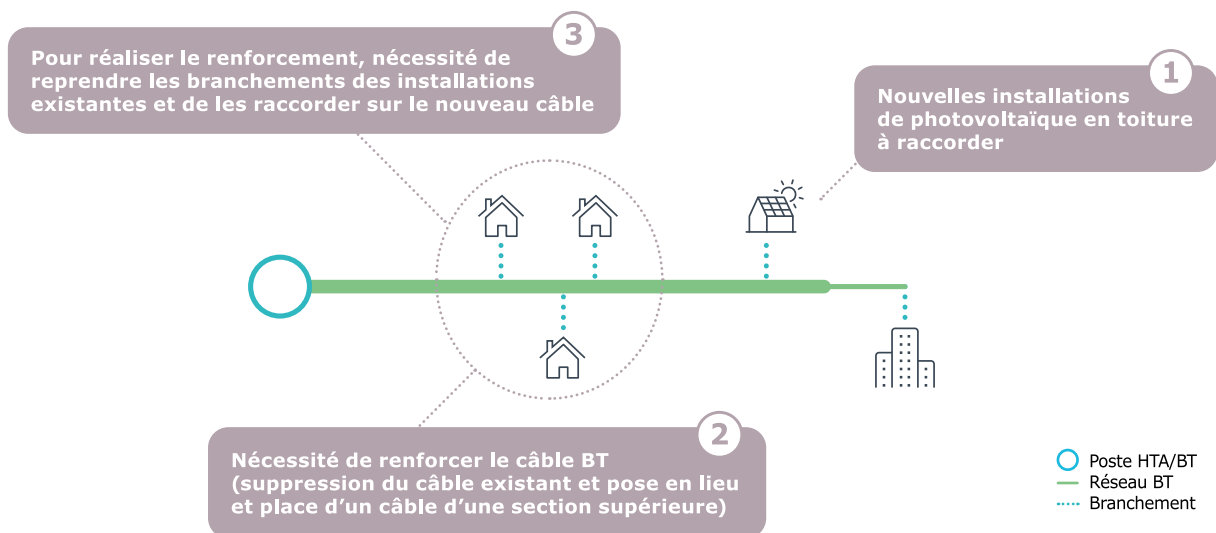 3
Pour réaliser le renforcement, nécessité de
reprendre les branchements des installations
existantes et de les raccorder sur le nouveau câble
1
Nouvelles installations
de photovoltaïque en toiture
à raccorder
2
Nécessité de renforcer le câble BT
(suppression du câble existant et pose en lieu
et place d’un câble d’une section supérieure)
Poste HTA/BT
Réseau BT
Branchement